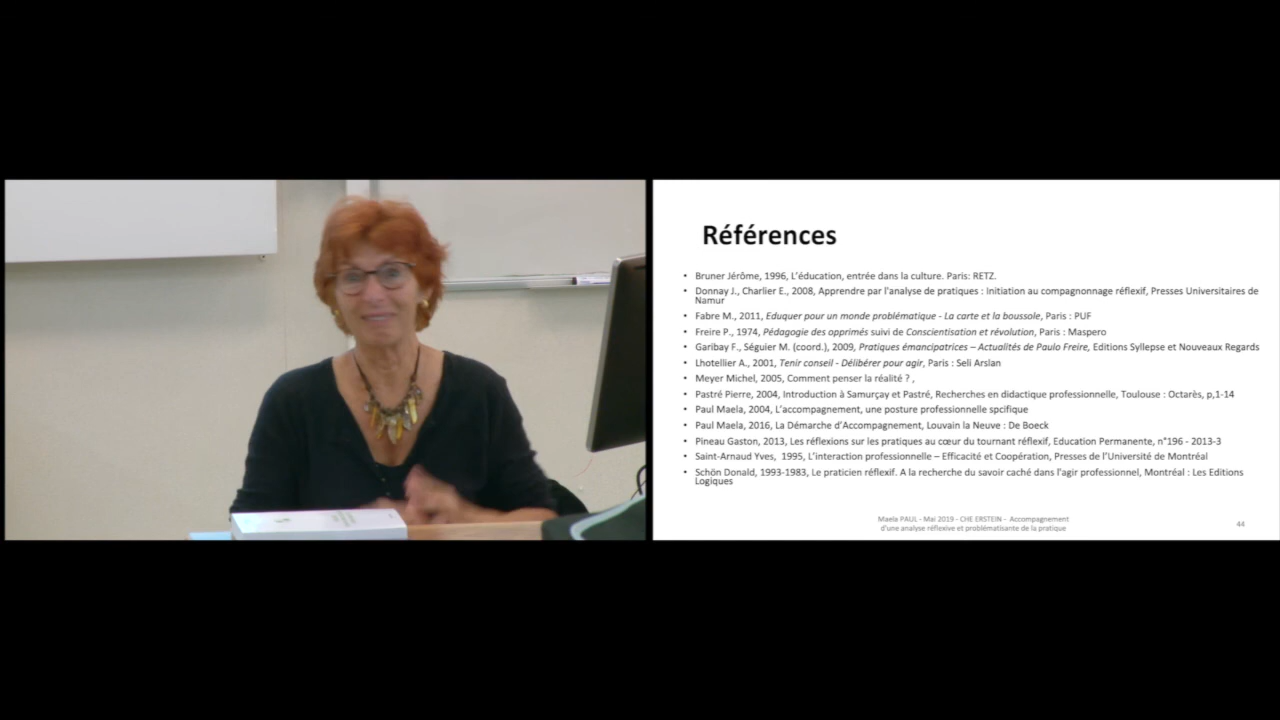 Références
• Bruner Jérôme, 1996, L’éducation, entrée dans la culture. Paris: RETZ.
• Donnay J., Charlier E., 2008, Apprendre par l'analyse de pratiques : Initiation au compagnonnage réflexif, Presses Universitaires de
Namur
• Fabre M., 2011, Eduquer pour un monde problématique - La carte et la boussole, Paris : PUF
• Freire P., 1974, Pédagogie des opprimés suivi de Conscientisation et révolution, Paris : Maspero
• Garibay F., Séguier M. (coord.), 2009, Pratiques émancipatrices – Actualités de Paulo Freire, Editions Syllepse et Nouveaux Regards
• Lhotellier A., 2001, Tenir conseil - Délibérer pour agir, Paris : Seli Arslan
• Meyer Michel, 2005, Comment penser la réalité ? ,
• Pastré Pierre, 2004, Introduction à Samurçay et Pastré, Recherches en didactique professionnelle, Toulouse : Octarès, p,1-14
• Paul Maela, 2004, L’accompagnement, une posture professionnelle spcifique
• Paul Maela, 2016, La Démarche d’Accompagnement, Louvain la Neuve : De Boeck
• Pineau Gaston, 2013, Les réflexions sur les pratiques au cœur du tournant réflexif, Education Permanente, n°196 - 2013-3
• Saint-Arnaud Yves, 1995, L’interaction professionnelle – Efficacité et Coopération, Presses de l’Université de Montréal
• Schön Donald, 1993-1983, Le praticien réflexif. A la recherche du savoir caché dans l'agir professionnel, Montréal : Les Editions
Logiques
Maela PAUL - Mai 2019 - CHE ERSTEIN - Accompagnement
d'une analyse réflexive et problématisante de la pratique
44